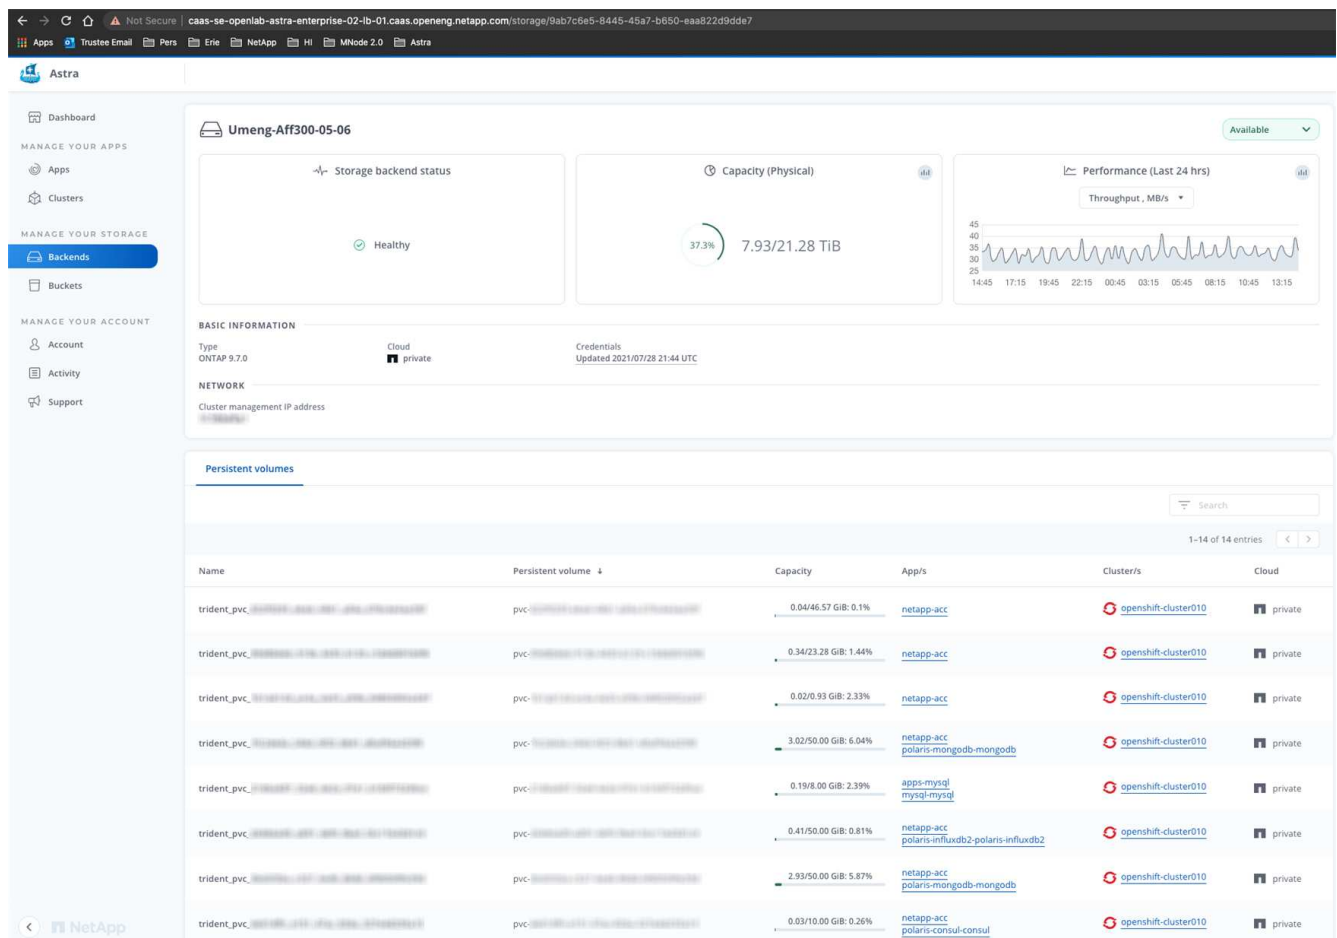 Not Secure | caas-se-openlab-astra-enterprise-02-lb-01.caas.openeng.netapp.com/storage/9ab7c6e5-8445-45a7-b650-eaa822d9dde7
Apps Trustee Email Pers Erie NetApp HI MNode 2.0 Astra
Astra
Dashboard
MANAGE YOUR APPS
Apps
Clusters
MANAGE YOUR STORAGE
Backends
Buckets
MANAGE YOUR ACCOUNT
Account
Activity
Support
NetApp
Umeng-Aff300-05-06
Available
Storage backend status
Healthy
Capacity (Physical)
37.3% 7.93/21.28 TiB
Performance (Last 24 hrs)
Throughput , MB/s
45
40
35
30
25
14:45 17:15 19:45 22:15 00:45 03:15 05:45 08:15 10:45 13:15
BASIC INFORMATION
Type Cloud Credentials
ONTAP 9.7.0 private Updated 2021/07/28 21:44 UTC
NETWORK
Cluster management IP address
Persistent volumes
Search
1–14 of 14 entries
Name Persistent volume Capacity App/s Cluster/s Cloud
trident_pvc_ pvc- 0.04/46.57 GiB: 0.1% netapp-acc openshift-cluster010 private
trident_pvc_ pvc- 0.34/23.28 GiB: 1.44% netapp-acc openshift-cluster010 private
trident_pvc_ pvc- 0.02/0.93 GiB: 2.33% netapp-acc openshift-cluster010 private
trident_pvc_ pvc- 3.02/50.00 GiB: 6.04% netapp-acc openshift-cluster010 private
polaris-mongodb-mongodb
trident_pvc_ pvc- 0.19/8.00 GiB: 2.39% apps-mysql openshift-cluster010 private
mysql-mysql
trident_pvc_ pvc- 0.41/50.00 GiB: 0.81% netapp-acc openshift-cluster010 private
polaris-influxdb2-polaris-influxdb2
trident_pvc_ pvc- 2.93/50.00 GiB: 5.87% netapp-acc openshift-cluster010 private
polaris-mongodb-mongodb
trident_pvc_ pvc- 0.03/10.00 GiB: 0.26% netapp-acc openshift-cluster010 private
polaris-consul-consul